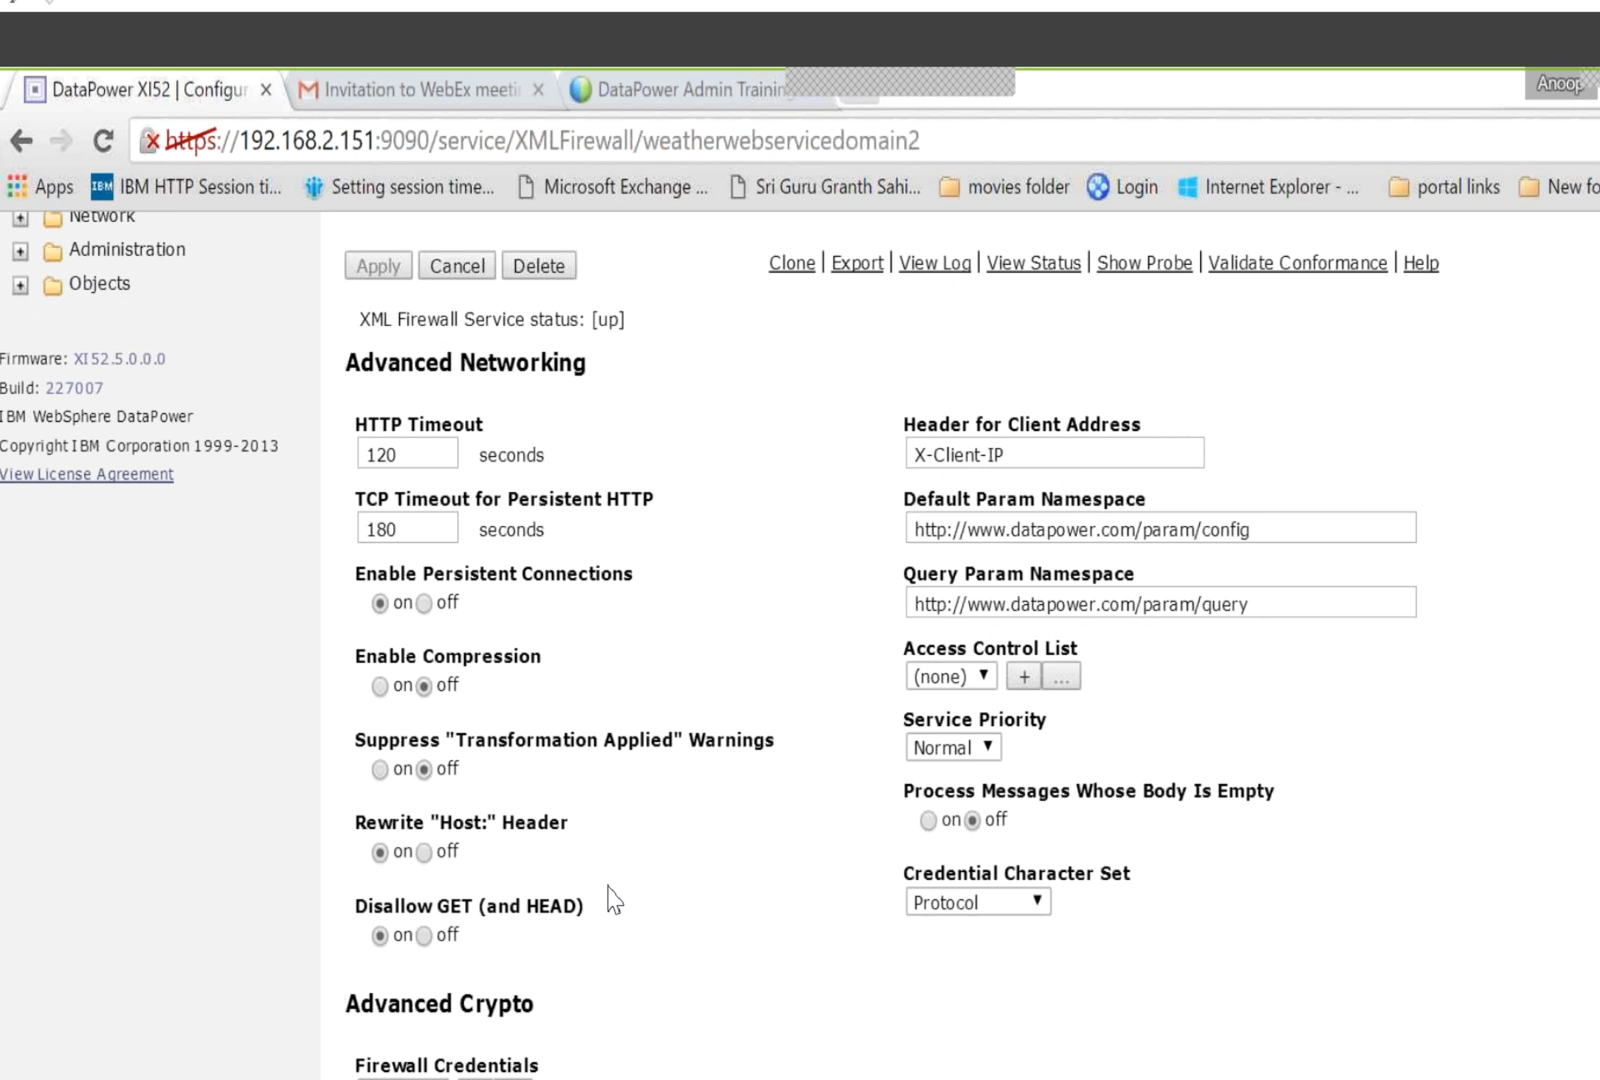 DataPower XI52 | Configur
Invitation to WebEx meeti
DataPower Admin Training
Anoop
https://192.168.2.151:9090/service/XMLFirewall/weatherwebservicedomain2
Apps IBM IBM HTTP Session ti... Setting session time... Microsoft Exchange ... Sri Guru Granth Sahi... movies folder Login Internet Explorer - ... portal links New fo
Network
Administration
Objects
Firmware: XI52.5.0.0.0
Build: 227007
IBM WebSphere DataPower
Copyright IBM Corporation 1999-2013
View License Agreement
Apply Cancel Delete
Clone | Export | View Log | View Status | Show Probe | Validate Conformance | Help
XML Firewall Service status: [up]
Advanced Networking
HTTP Timeout
120 seconds
TCP Timeout for Persistent HTTP
180 seconds
Enable Persistent Connections
on off
Enable Compression
on off
Suppress "Transformation Applied" Warnings
on off
Rewrite "Host:" Header
on off
Disallow GET (and HEAD)
on off
Header for Client Address
X-Client-IP
Default Param Namespace
http://www.datapower.com/param/config
Query Param Namespace
http://www.datapower.com/param/query
Access Control List
(none) + ...
Service Priority
Normal
Process Messages Whose Body Is Empty
on off
Credential Character Set
Protocol
Advanced Crypto
Firewall Credentials